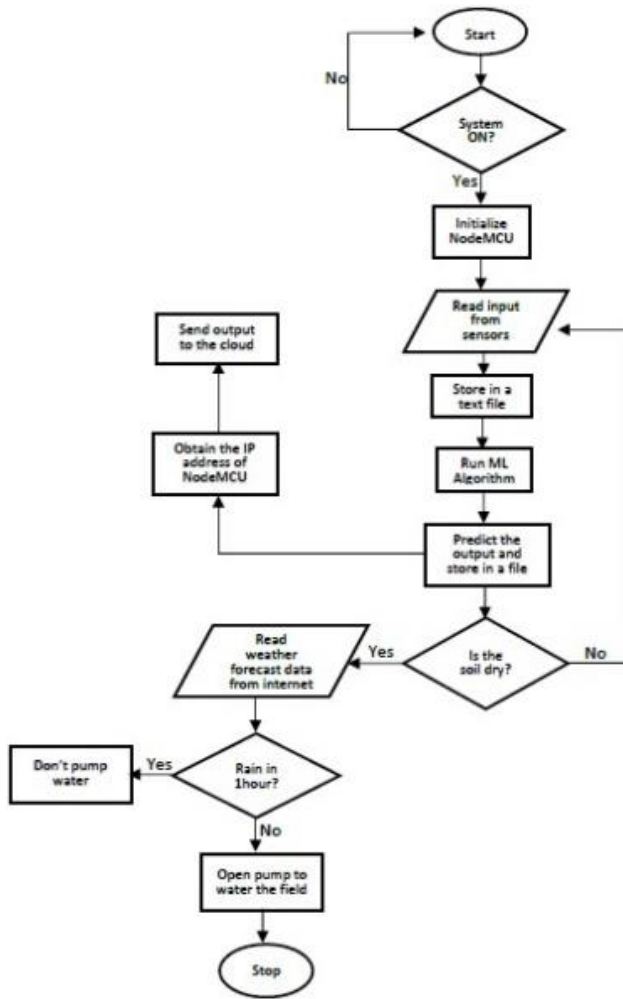 Start
No
System
ON?
Yes
Initialize
NodeMCU
Read input
from
sensors
Send output
to the cloud
Store in a
text file
Obtain the IP
address of
NodeMCU
Run ML
Algorithm
Predict the
output and
store in a file
Read
weather
forecast data
from internet
Yes
Is the
soil dry?
No
Don't pump
water
Yes
Rain in
1hour?
No
Open pump to
water the field
Stop